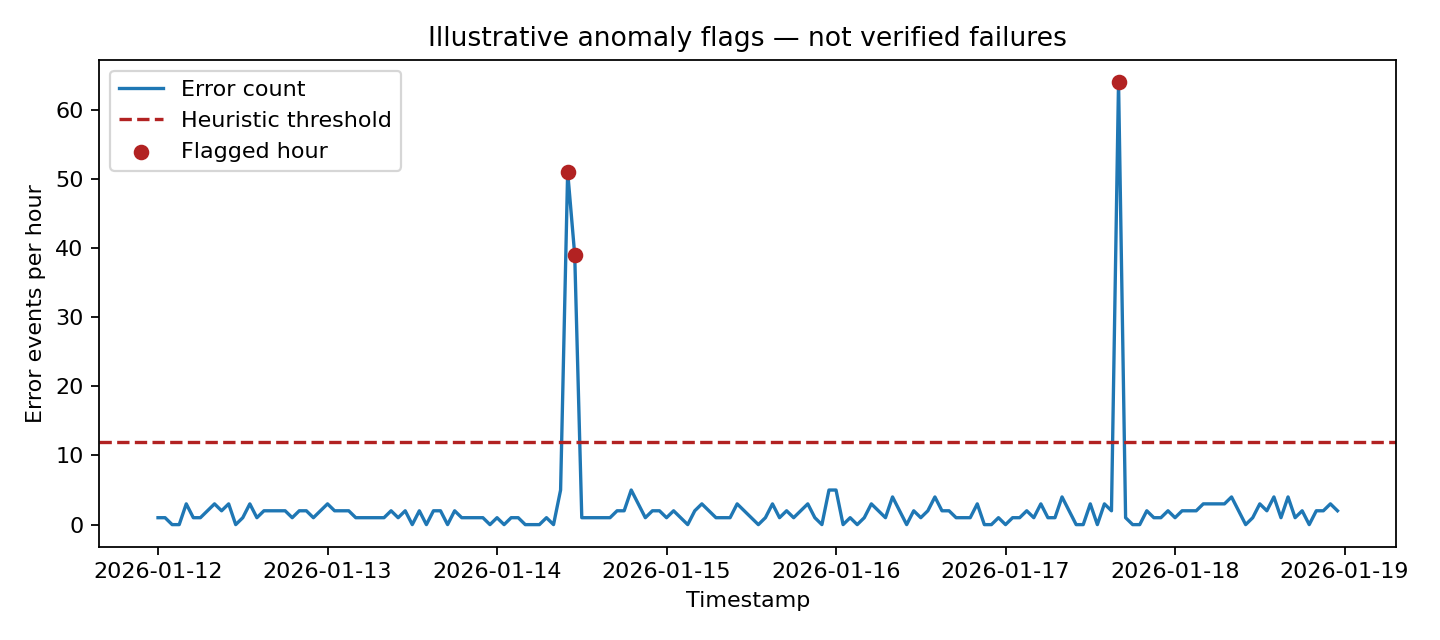 Illustrative anomaly flags — not verified failures
Error count
Heuristic threshold
Flagged hour
Error events per hour
60
50
40
30
20
10
0
2026-01-12 2026-01-13 2026-01-14 2026-01-15 2026-01-16 2026-01-17 2026-01-18 2026-01-19
Timestamp